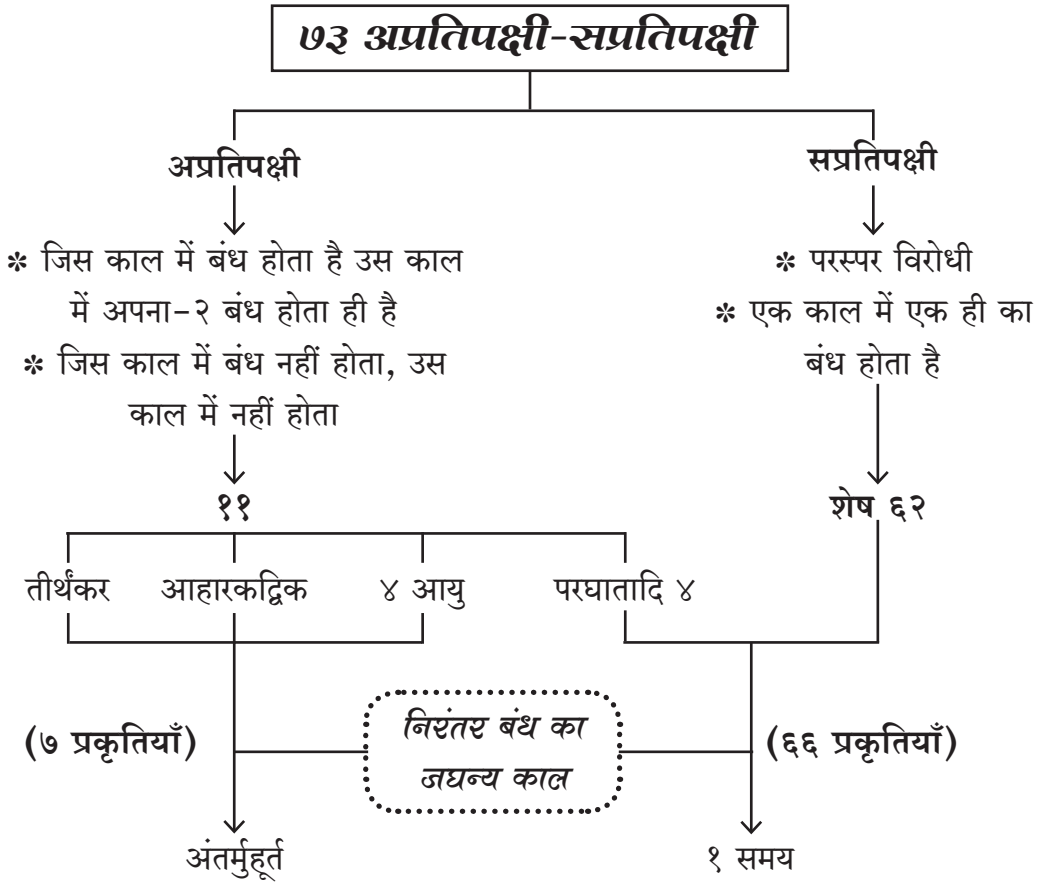 ७३ अप्रतिपक्षी-सप्रतिपक्षी
अप्रतिपक्षी
सप्रतिपक्षी
* जिस काल में बंध होता है उस काल
में अपना-२ बंध होता ही है
* जिस काल में बंध नहीं होता, उस
काल में नहीं होता
* परस्पर विरोधी
* एक काल में एक ही का
बंध होता है
११
शेष ६२
तीर्थंकर
आहारकद्विक
४ आयु
परघातादि ४
(७ प्रकृतियाँ)
निरंतर बंध का
जघन्य काल
(६६ प्रकृतियाँ)
अंतर्मुहूर्त
१ समय